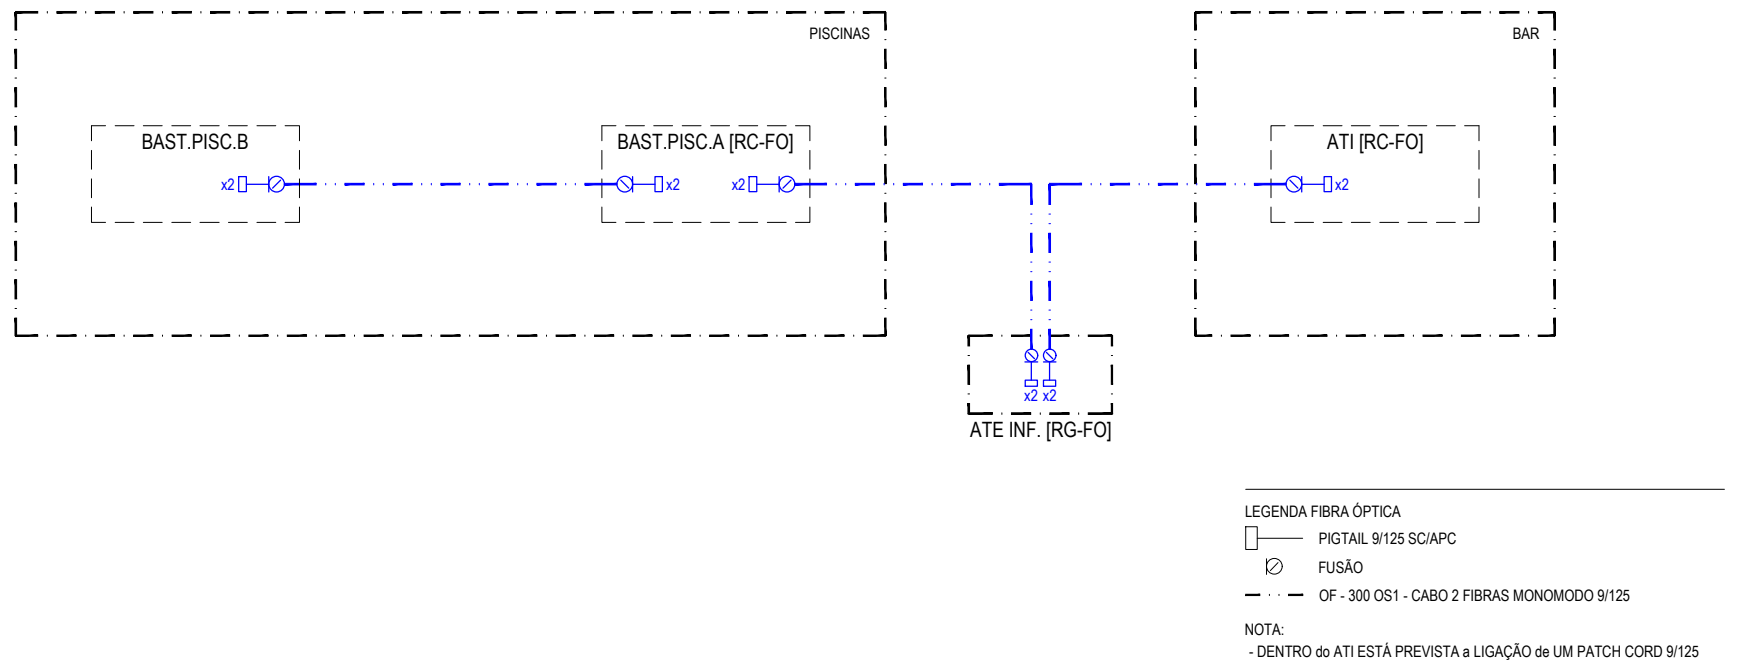 PISCINAS
BAR
BAST.PISC.B
BAST.PISC.A [RC-FO]
ATI [RC-FO]
x2
x2
x2
x2
x2 x2
ATE INF. [RG-FO]
LEGENDA FIBRA ÓPTICA
PIGTAIL 9/125 SC/APC
FUSÃO
OF - 300 OS1 - CABO 2 FIBRAS MONOMODO 9/125
NOTA:
- DENTRO do ATI ESTÁ PREVISTA a LIGAÇÃO de UM PATCH CORD 9/125